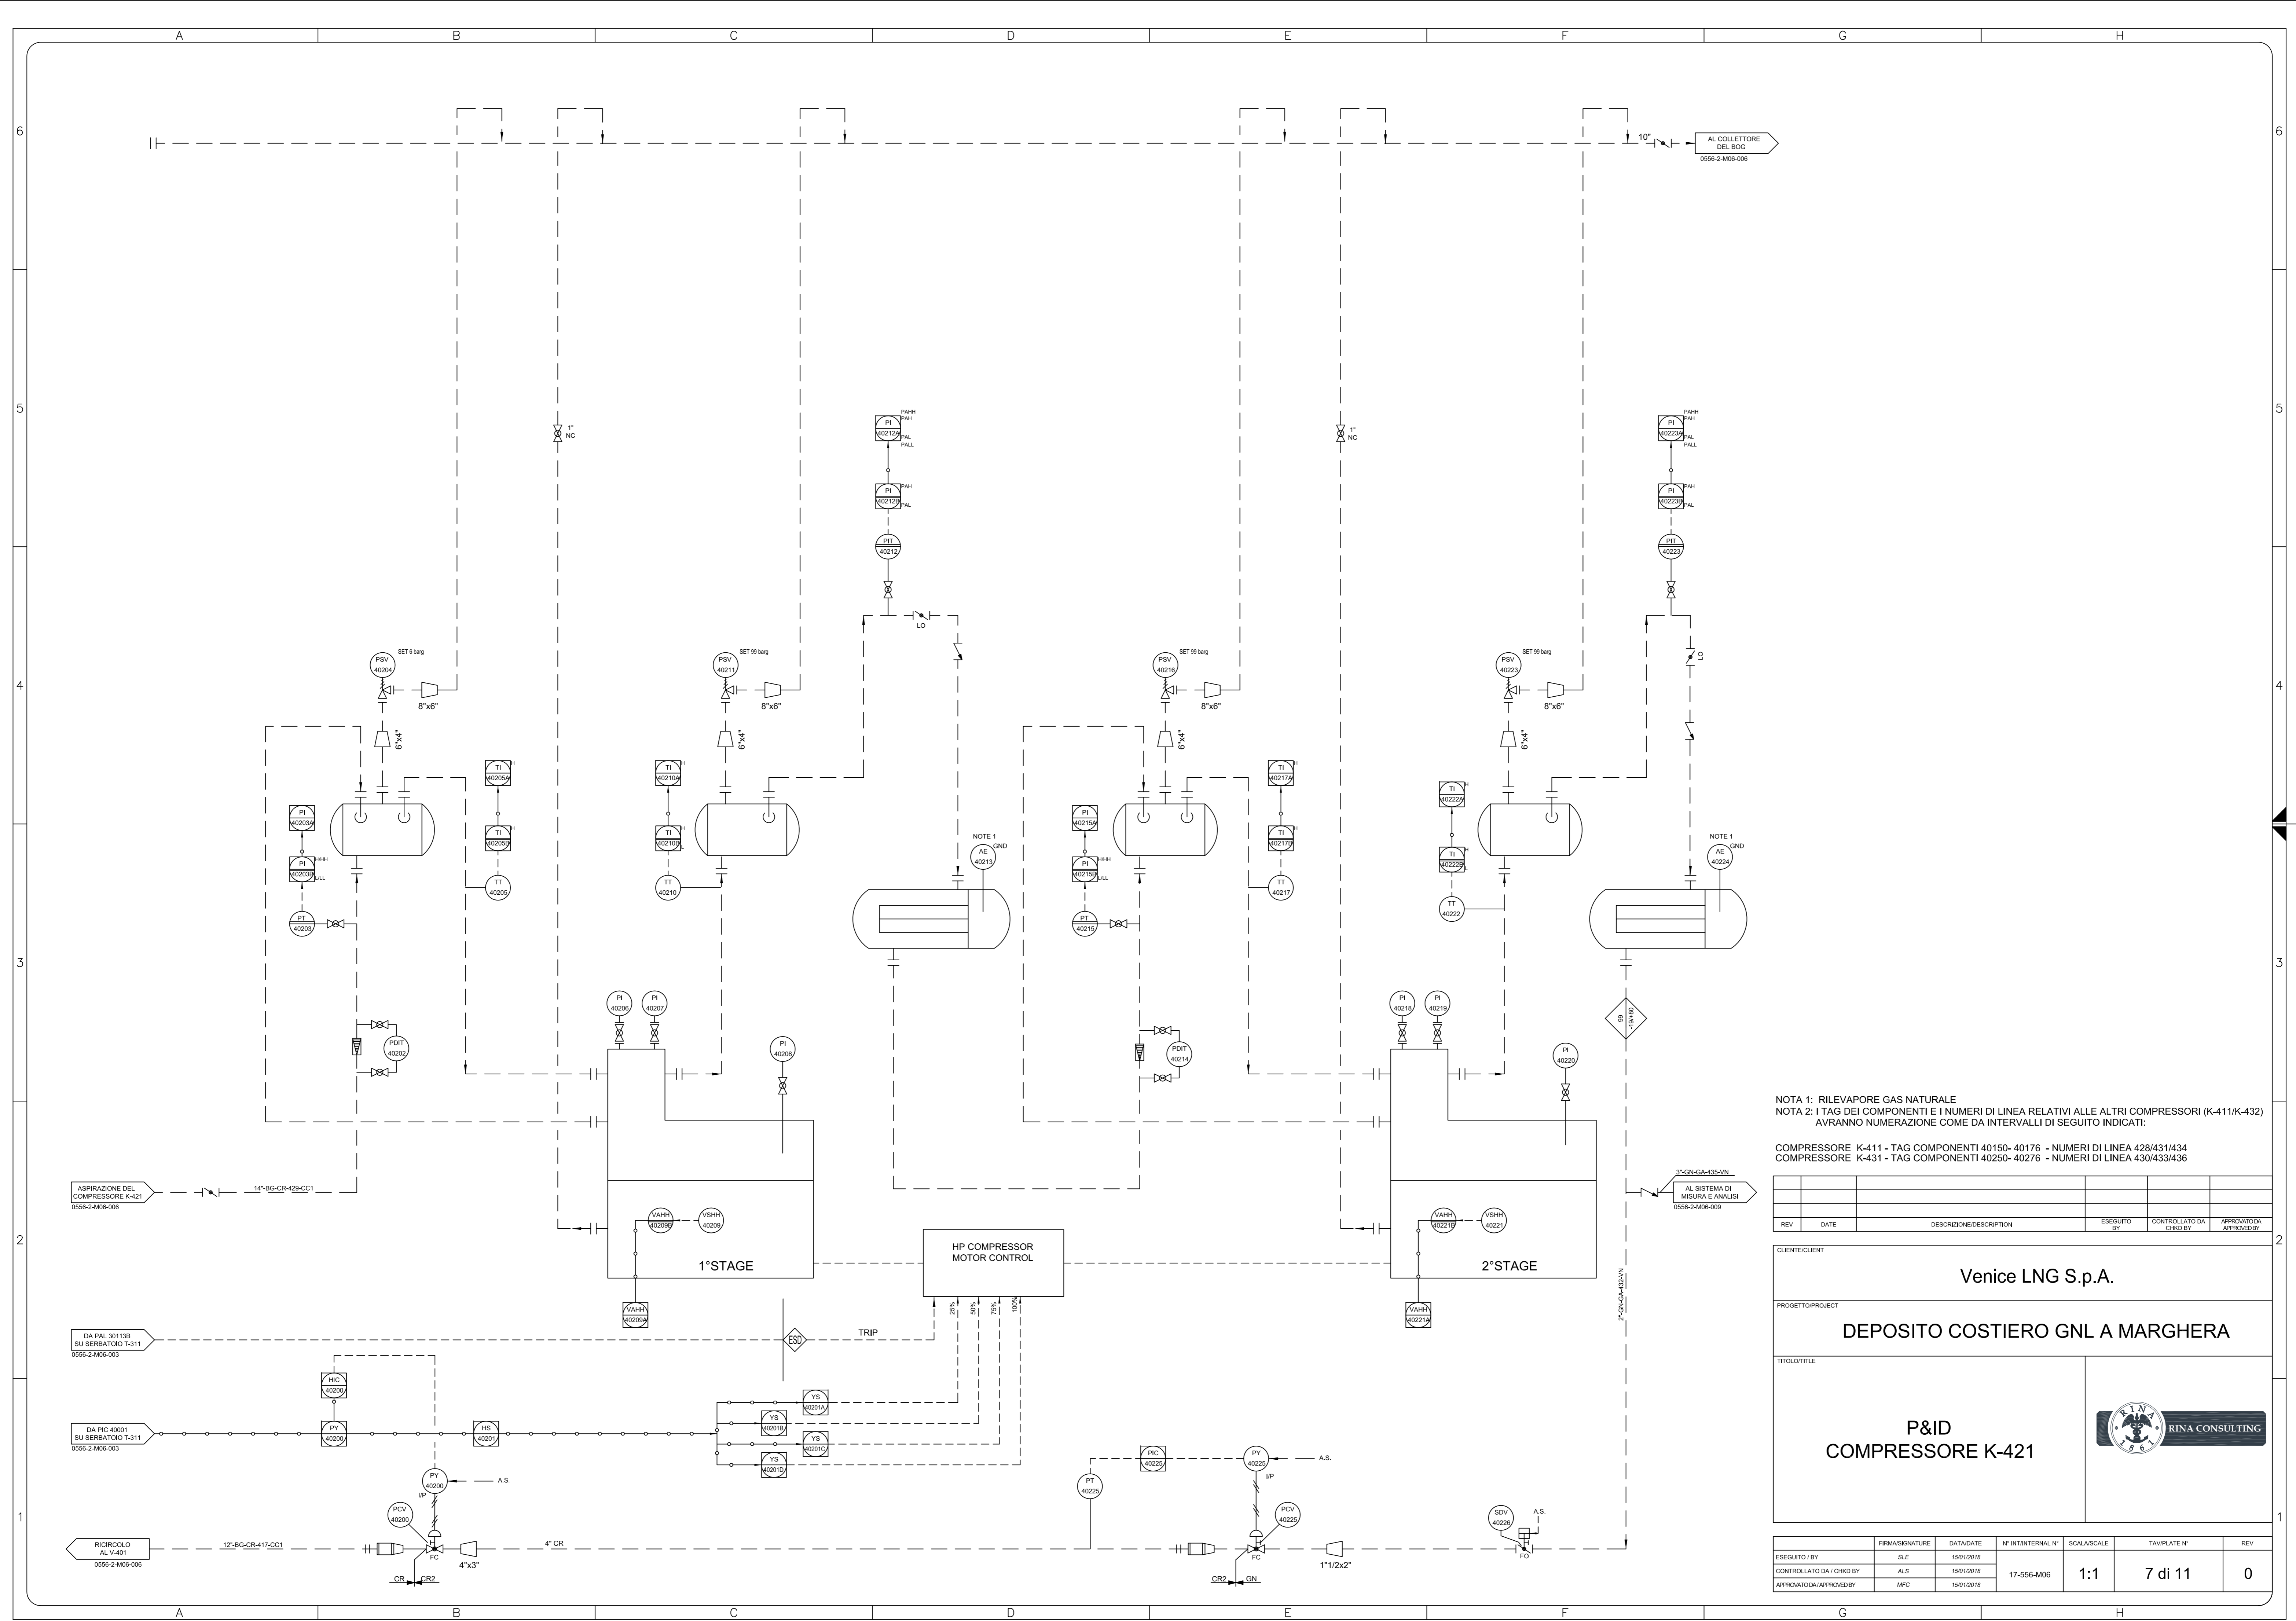 A B C D E F G H
6 6
10"
AL COLLETTORE
DEL BOG
0556-2-M06-006
5 5
PI
40212A
PAHH
PAH
PAL
PALL
PI
40223A
PAHH
PAH
PAL
PALL
1"
NC
1"
NC
PI
40212B
PAH
PAL
PI
40223B
PAH
PAL
PIT
40212
PIT
40223
LO
LO
PSV
40204
SET 6 barg
PSV
40211
SET 99 barg
PSV
40216
SET 99 barg
PSV
40223
SET 99 barg
4 4
8"x6"
8"x6"
8"x6"
8"x6"
6"x4"
6"x4"
6"x4"
6"x4"
TI
40205A
H
TI
40210A
H
TI
40217A
H
TI
40222A
H
PI
40203A
PI
40215A
TI
40205B
H
TI
40210B
H
L
TI
40217B
H
TI
40222B
H
L
PI
40203B
H/HH
L/LL
PI
40215B
H/HH
L/LL
NOTE 1
AE
40213
GND
NOTE 1
AE
40224
GND
TT
40205
TT
40210
TT
40217
TT
40222
PT
40203
PT
40215
3 3
PI
40206
PI
40207
PI
40218
PI
40219
99
-19/+80
PDIT
40202
PI
40208
PDIT
40214
PI
40220
NOTA 1: RILEVAPORE GAS NATURALE
NOTA 2: I TAG DEI COMPONENTI E I NUMERI DI LINEA RELATIVI ALLE ALTRI COMPRESSORI (K-411/K-432)
AVRANNO NUMERAZIONE COME DA INTERVALLI DI SEGUITO INDICATI:
COMPRESSORE K-411 - TAG COMPONENTI 40150- 40176 - NUMERI DI LINEA 428/431/434
COMPRESSORE K-431 - TAG COMPONENTI 40250- 40276 - NUMERI DI LINEA 430/433/436
ASPIRAZIONE DEL
COMPRESSORE K-421
0556-2-M06-006
14"-BG-CR-429-CC1
3"-GN-GA-435-VN
AL SISTEMA DI
MISURA E ANALISI
0556-2-M06-009
VAHH
40209B
VSHH
40209
VAHH
40221B
VSHH
40221
REV DATE DESCRIZIONE/DESCRIPTION ESEGUITO
BY CONTROLLATO DA
CHKD BY APPROVATO DA
APPROVED BY
2 2
HP COMPRESSOR
MOTOR CONTROL
1°STAGE
2°STAGE
CLIENTE/CLIENT
Venice LNG S.p.A.
VAHH
40209A
VAHH
40221A
25%
50%
75%
100%
2"-GN-GA-432-VN
PROGETTO/PROJECT
DEPOSITO COSTIERO GNL A MARGHERA
DA PAL 30113B
SU SERBATOIO T-311
0556-2-M06-003
ESD
TRIP
TITOLO/TITLE
P&ID
COMPRESSORE K-421
RINA
1861
RINA CONSULTING
HIC
40200
YS
40201A
YS
40201B
YS
40201C
YS
40201D
DA PIC 40001
SU SERBATOIO T-311
0556-2-M06-003
PY
40200
HS
40201
PY
40200
A.S.
I/P
PCV
40200
PT
40225
PIC
40225
PY
40225
A.S.
I/P
PCV
40225
SDV
40226
A.S.
1 1
RICIRCOLO
AL V-401
0556-2-M06-006
12"-BG-CR-417-CC1
FC
4"x3"
4" CR
FC
1"1/2x2"
FO
CR CR2
CR2 GN
FIRMA/SIGNATURE DATA/DATE N° INT/INTERNAL N° SCALA/SCALE TAV/PLATE N° REV
ESEGUITO / BY SLE 15/01/2018
CONTROLLATO DA / CHKD BY ALS 15/01/2018
APPROVATO DA / APPROVED BY MFC 15/01/2018
17-556-M06 1:1 7 di 11 0
A B C D E F G H